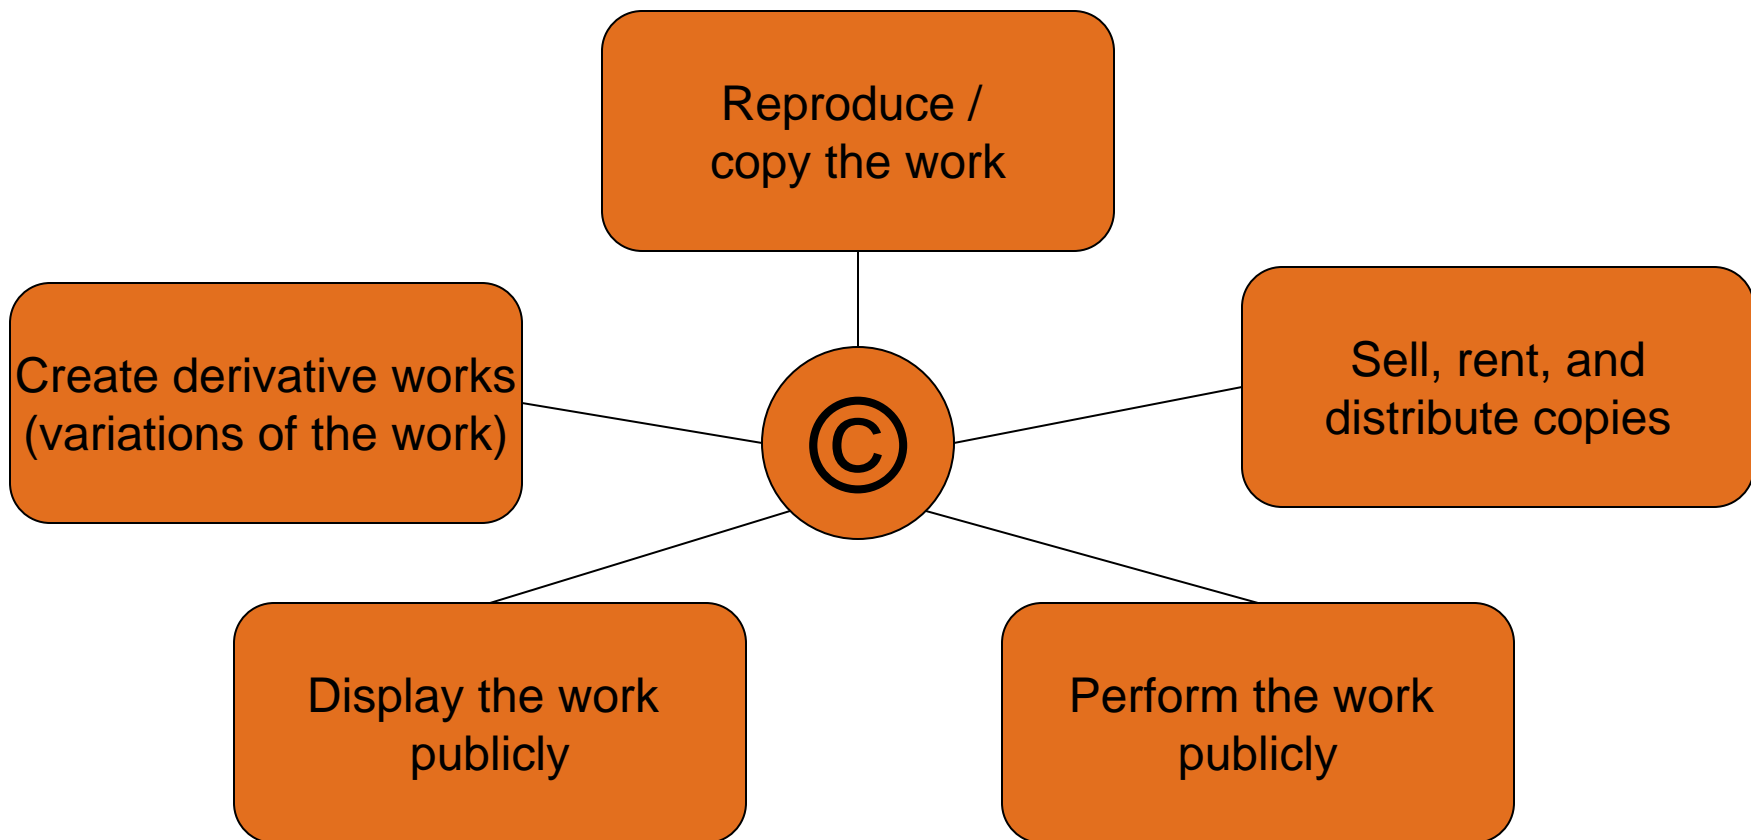 Reproduce /
copy the work
Create derivative works
(variations of the work)
Sell, rent, and
distribute copies
©
Display the work
publicly
Perform the work
publicly